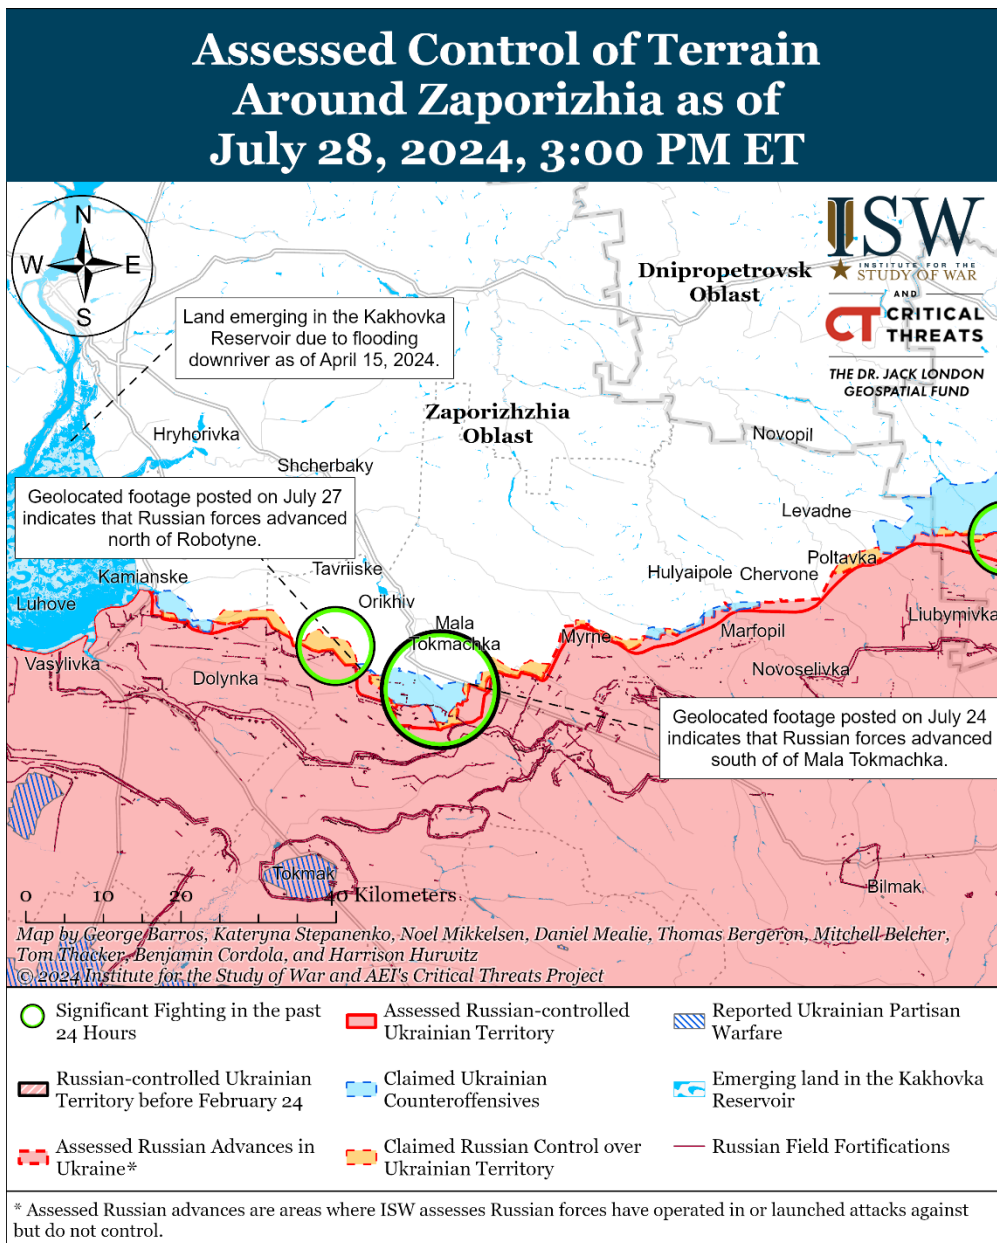 Assessed Control of Terrain
Around Zaporizhia as of
July 28, 2024, 3:00 PM ET
N
W
E
S
ISW
INSTITUTE FOR THE
STUDY OF WAR
AND
CT CRITICAL
THREATS
THE DR. JACK LONDON
GEOSPATIAL FUND
Dnipropetrovsk
Oblast
Land emerging in the Kakhovka
Reservoir due to flooding
downriver as of April 15, 2024.
Zaporizhzhia
Oblast
Hryhorivka
Novopil
Shcherbaky
Geolocated footage posted on July 27
indicates that Russian forces advanced
north of Robotyne.
Levadne
Poltavka
Kamianske
Tavriiske
Hulyaipole
Chervone
Luhove
Orikhiv
Liubymivka
Mala
Tokmachka
Myrne
Marfopil
Vasylivka
Dolynka
Novoselivka
Geolocated footage posted on July 24
indicates that Russian forces advanced
south of of Mala Tokmachka.
Tokmak
Bilmak
0 10 20 40 Kilometers
Map by George Barros, Kateryna Stepanenko, Noel Mikkelsen, Daniel Mealie, Thomas Bergeron, Mitchell Belcher,
Tom Thacker, Benjamin Cordola, and Harrison Hurwitz
© 2024 Institute for the Study of War and AEI's Critical Threats Project
Significant Fighting in the past
24 Hours
Assessed Russian-controlled
Ukrainian Territory
Reported Ukrainian Partisan
Warfare
Russian-controlled Ukrainian
Territory before February 24
Claimed Ukrainian
Counteroffensives
Emerging land in the Kakhovka
Reservoir
Assessed Russian Advances in
Ukraine*
Claimed Russian Control over
Ukrainian Territory
Russian Field Fortifications
* Assessed Russian advances are areas where ISW assesses Russian forces have operated in or launched attacks against
but do not control.